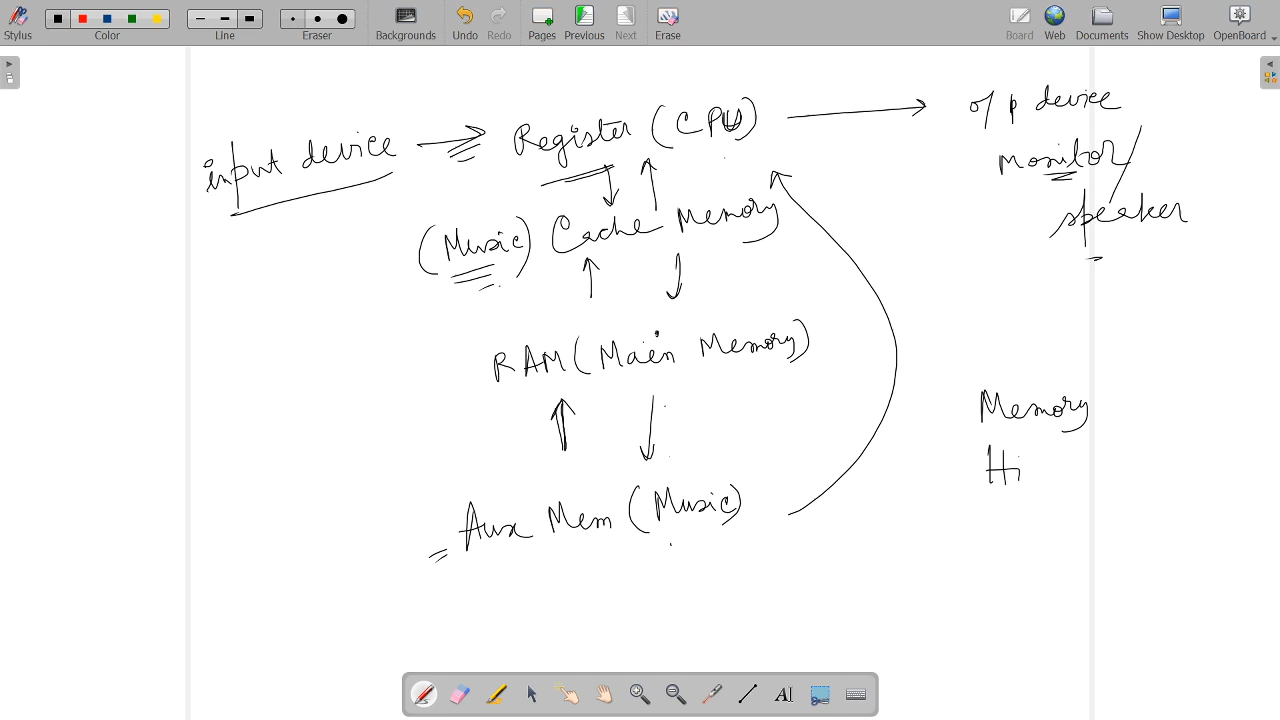 Stylus Color Line Eraser Backgrounds Undo Redo Pages Previous Next Erase Board Web Documents Show Desktop OpenBoard
input device Register (CPU) o/p device
monitor/
speaker
(Music) Cache Memory
RAM (Main Memory)
Memory
Hi
Aux Mem (Music)